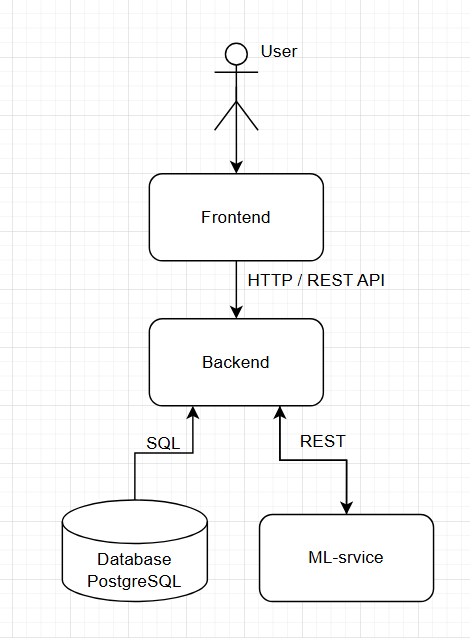 User
Frontend
HTTP / REST API
Backend
SQL
REST
Database
PostgreSQL
ML-srvice